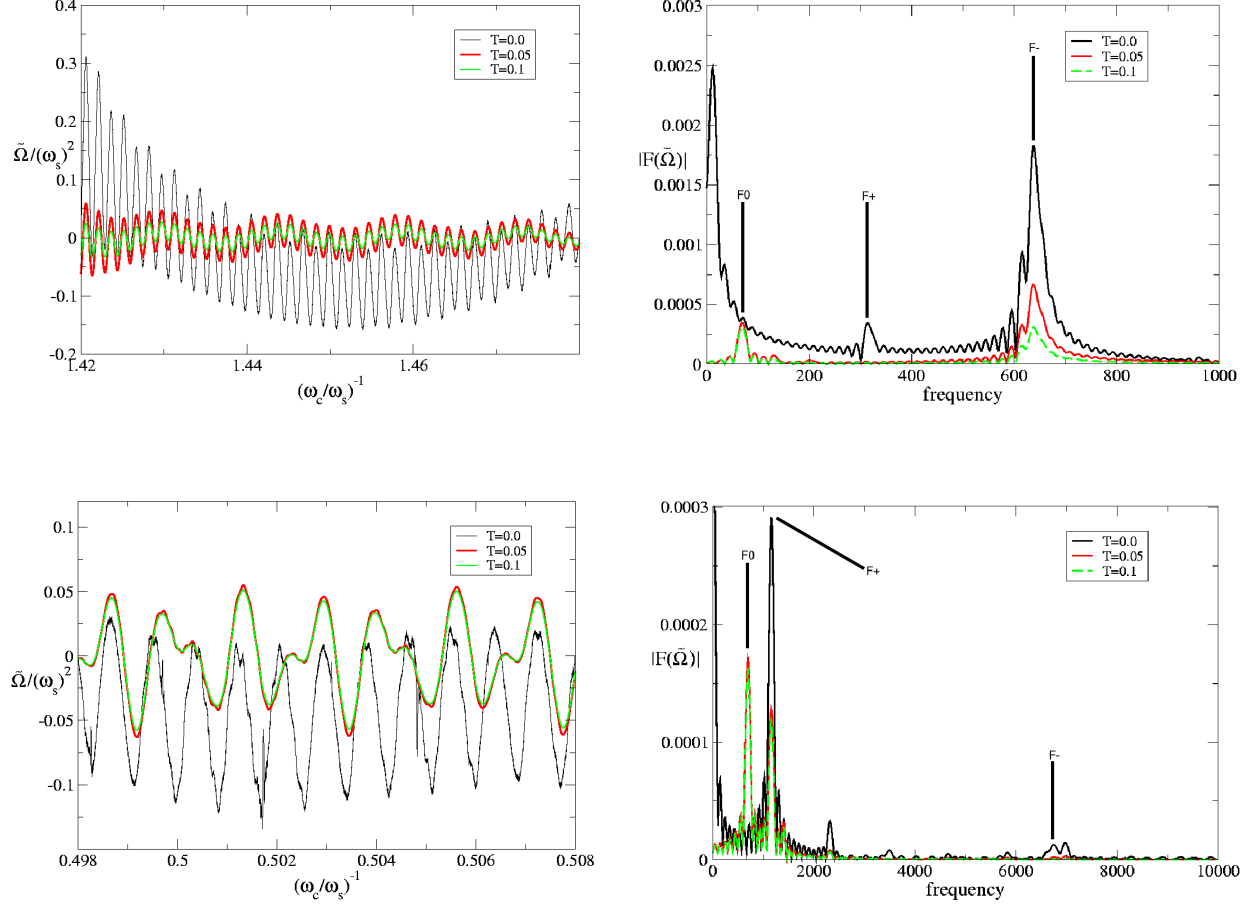 0.4
0.3
0.2
0.1
0
-0.1
-0.2
Ω̃/(ω_s)^2
T=0.0
T=0.05
T=0.1
1.42
1.44
1.46
(ω_c/ω_s)^-1
0.003
0.0025
0.002
0.0015
0.001
0.0005
0
|F(Ω̃)|
F0
F+
F-
T=0.0
T=0.05
T=0.1
0
200
400
600
800
1000
frequency
0.1
0.05
0
-0.05
-0.1
Ω̃/(ω_s)^2
T=0.0
T=0.05
T=0.1
0.498
0.5
0.502
0.504
0.506
0.508
(ω_c/ω_s)^-1
0.0003
0.0002
0.0001
0
|F(Ω̃)|
F0
F+
F-
T=0.0
T=0.05
T=0.1
0
2000
4000
6000
8000
10000
frequency